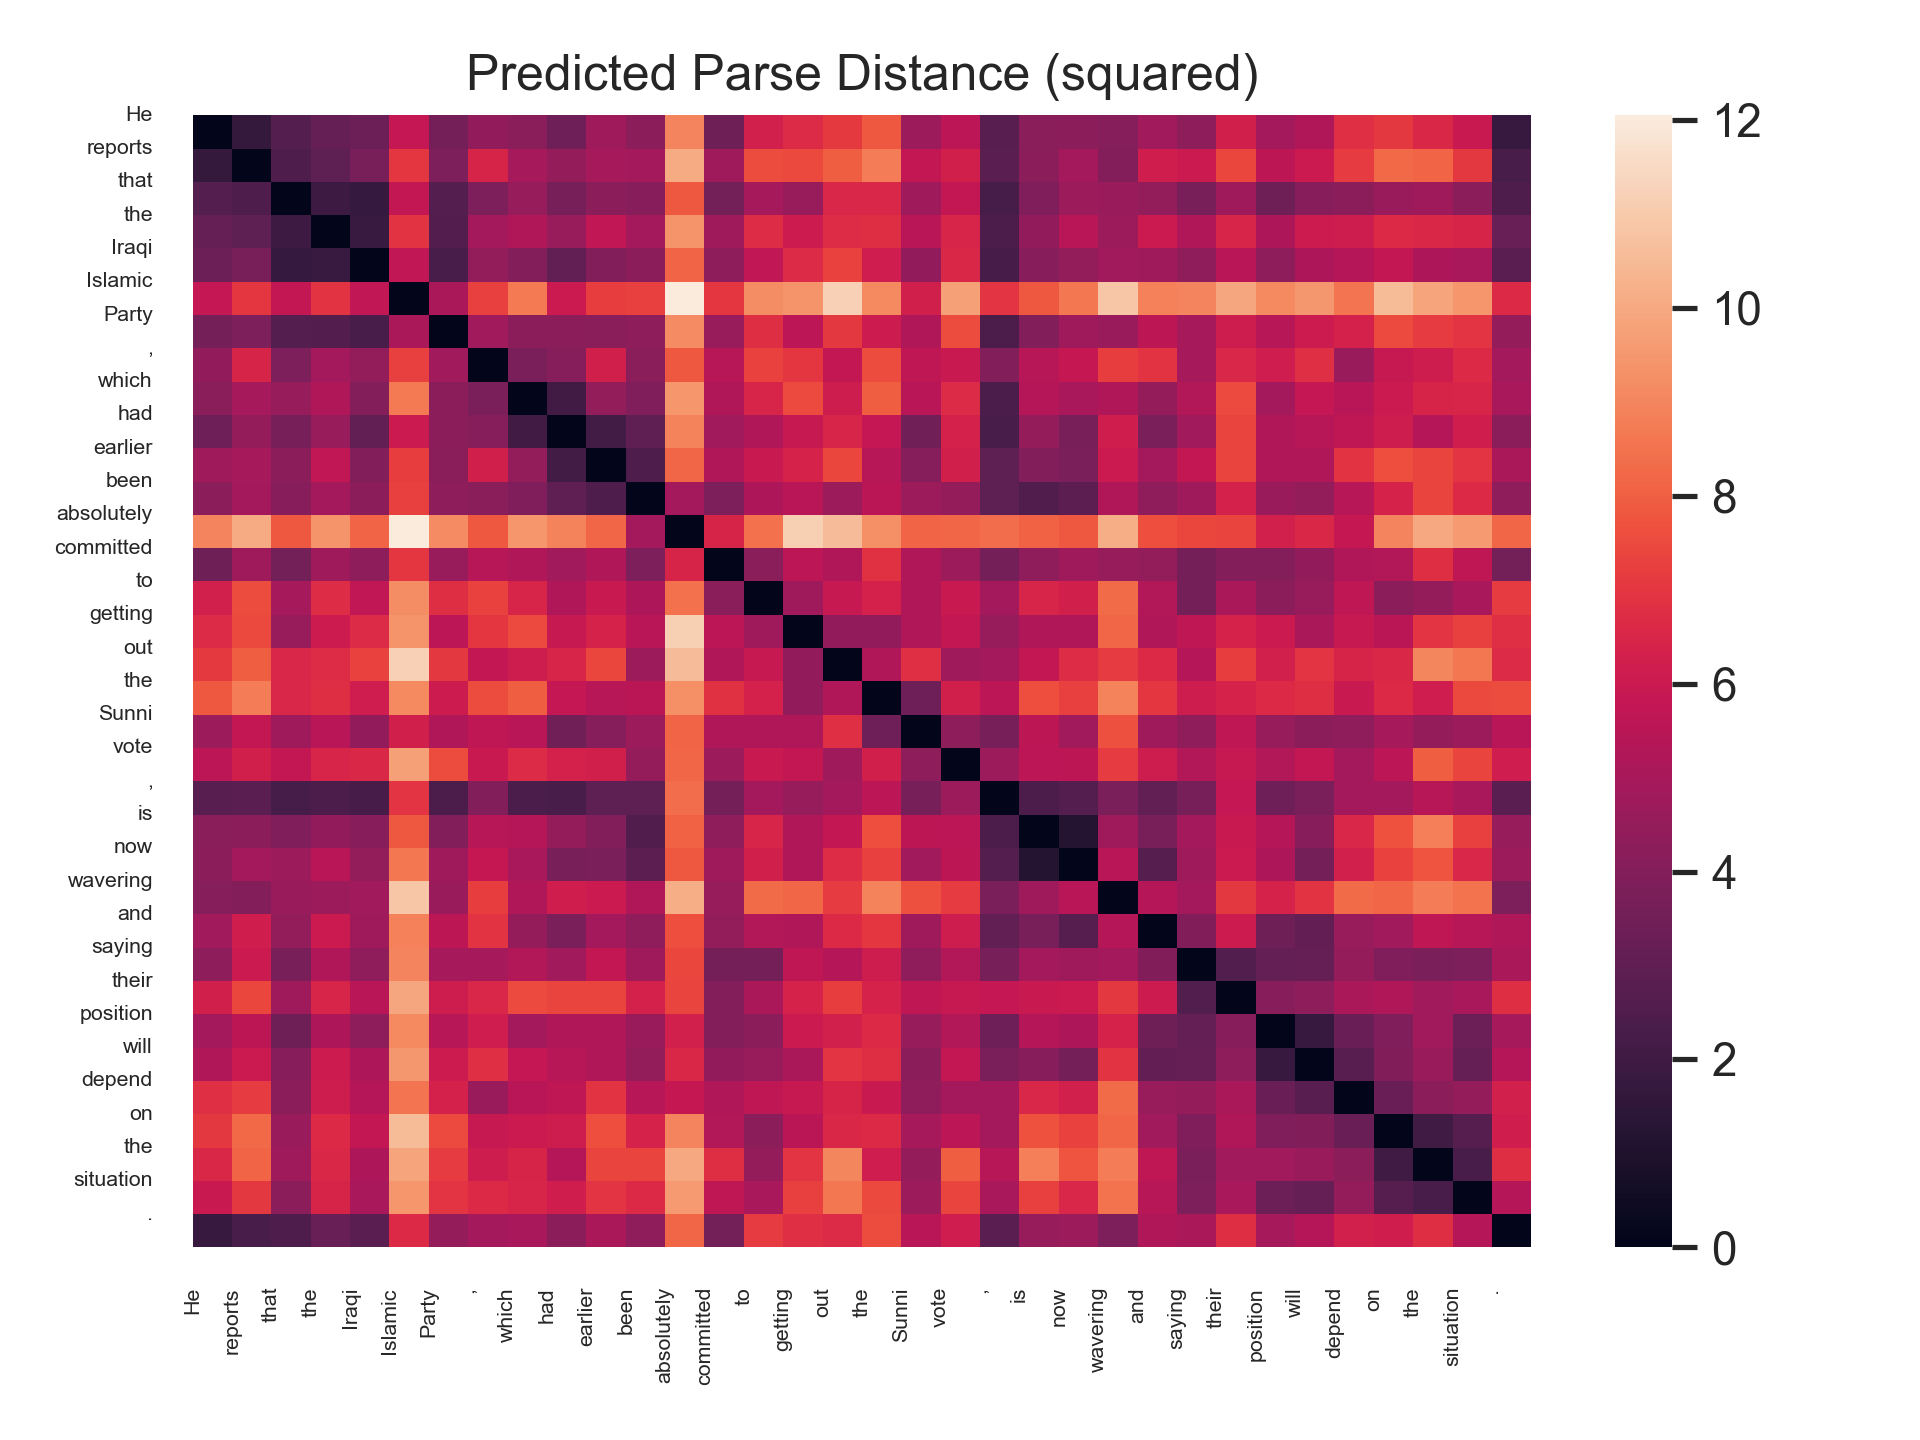 Predicted Parse Distance (squared)
He
reports
that
the
Iraqi
Islamic
Party
,
which
had
earlier
been
absolutely
committed
to
getting
out
the
Sunni
vote
,
is
now
wavering
and
saying
their
position
will
depend
on
the
situation
.
12
10
8
6
4
2
0
He reports that the Iraqi Islamic Party , which had earlier been absolutely committed to getting out the Sunni vote , is now wavering and saying their position will depend on the situation .